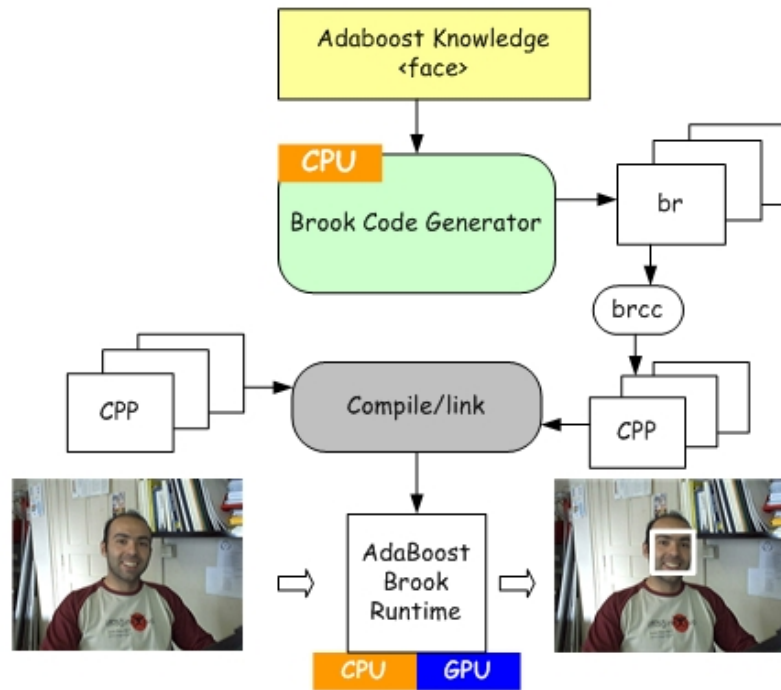 Adaboost Knowledge
<face>
CPU
Brook Code Generator
br
brcc
CPP
Compile/link
CPP
AdaBoost
Brook
Runtime
CPU
GPU